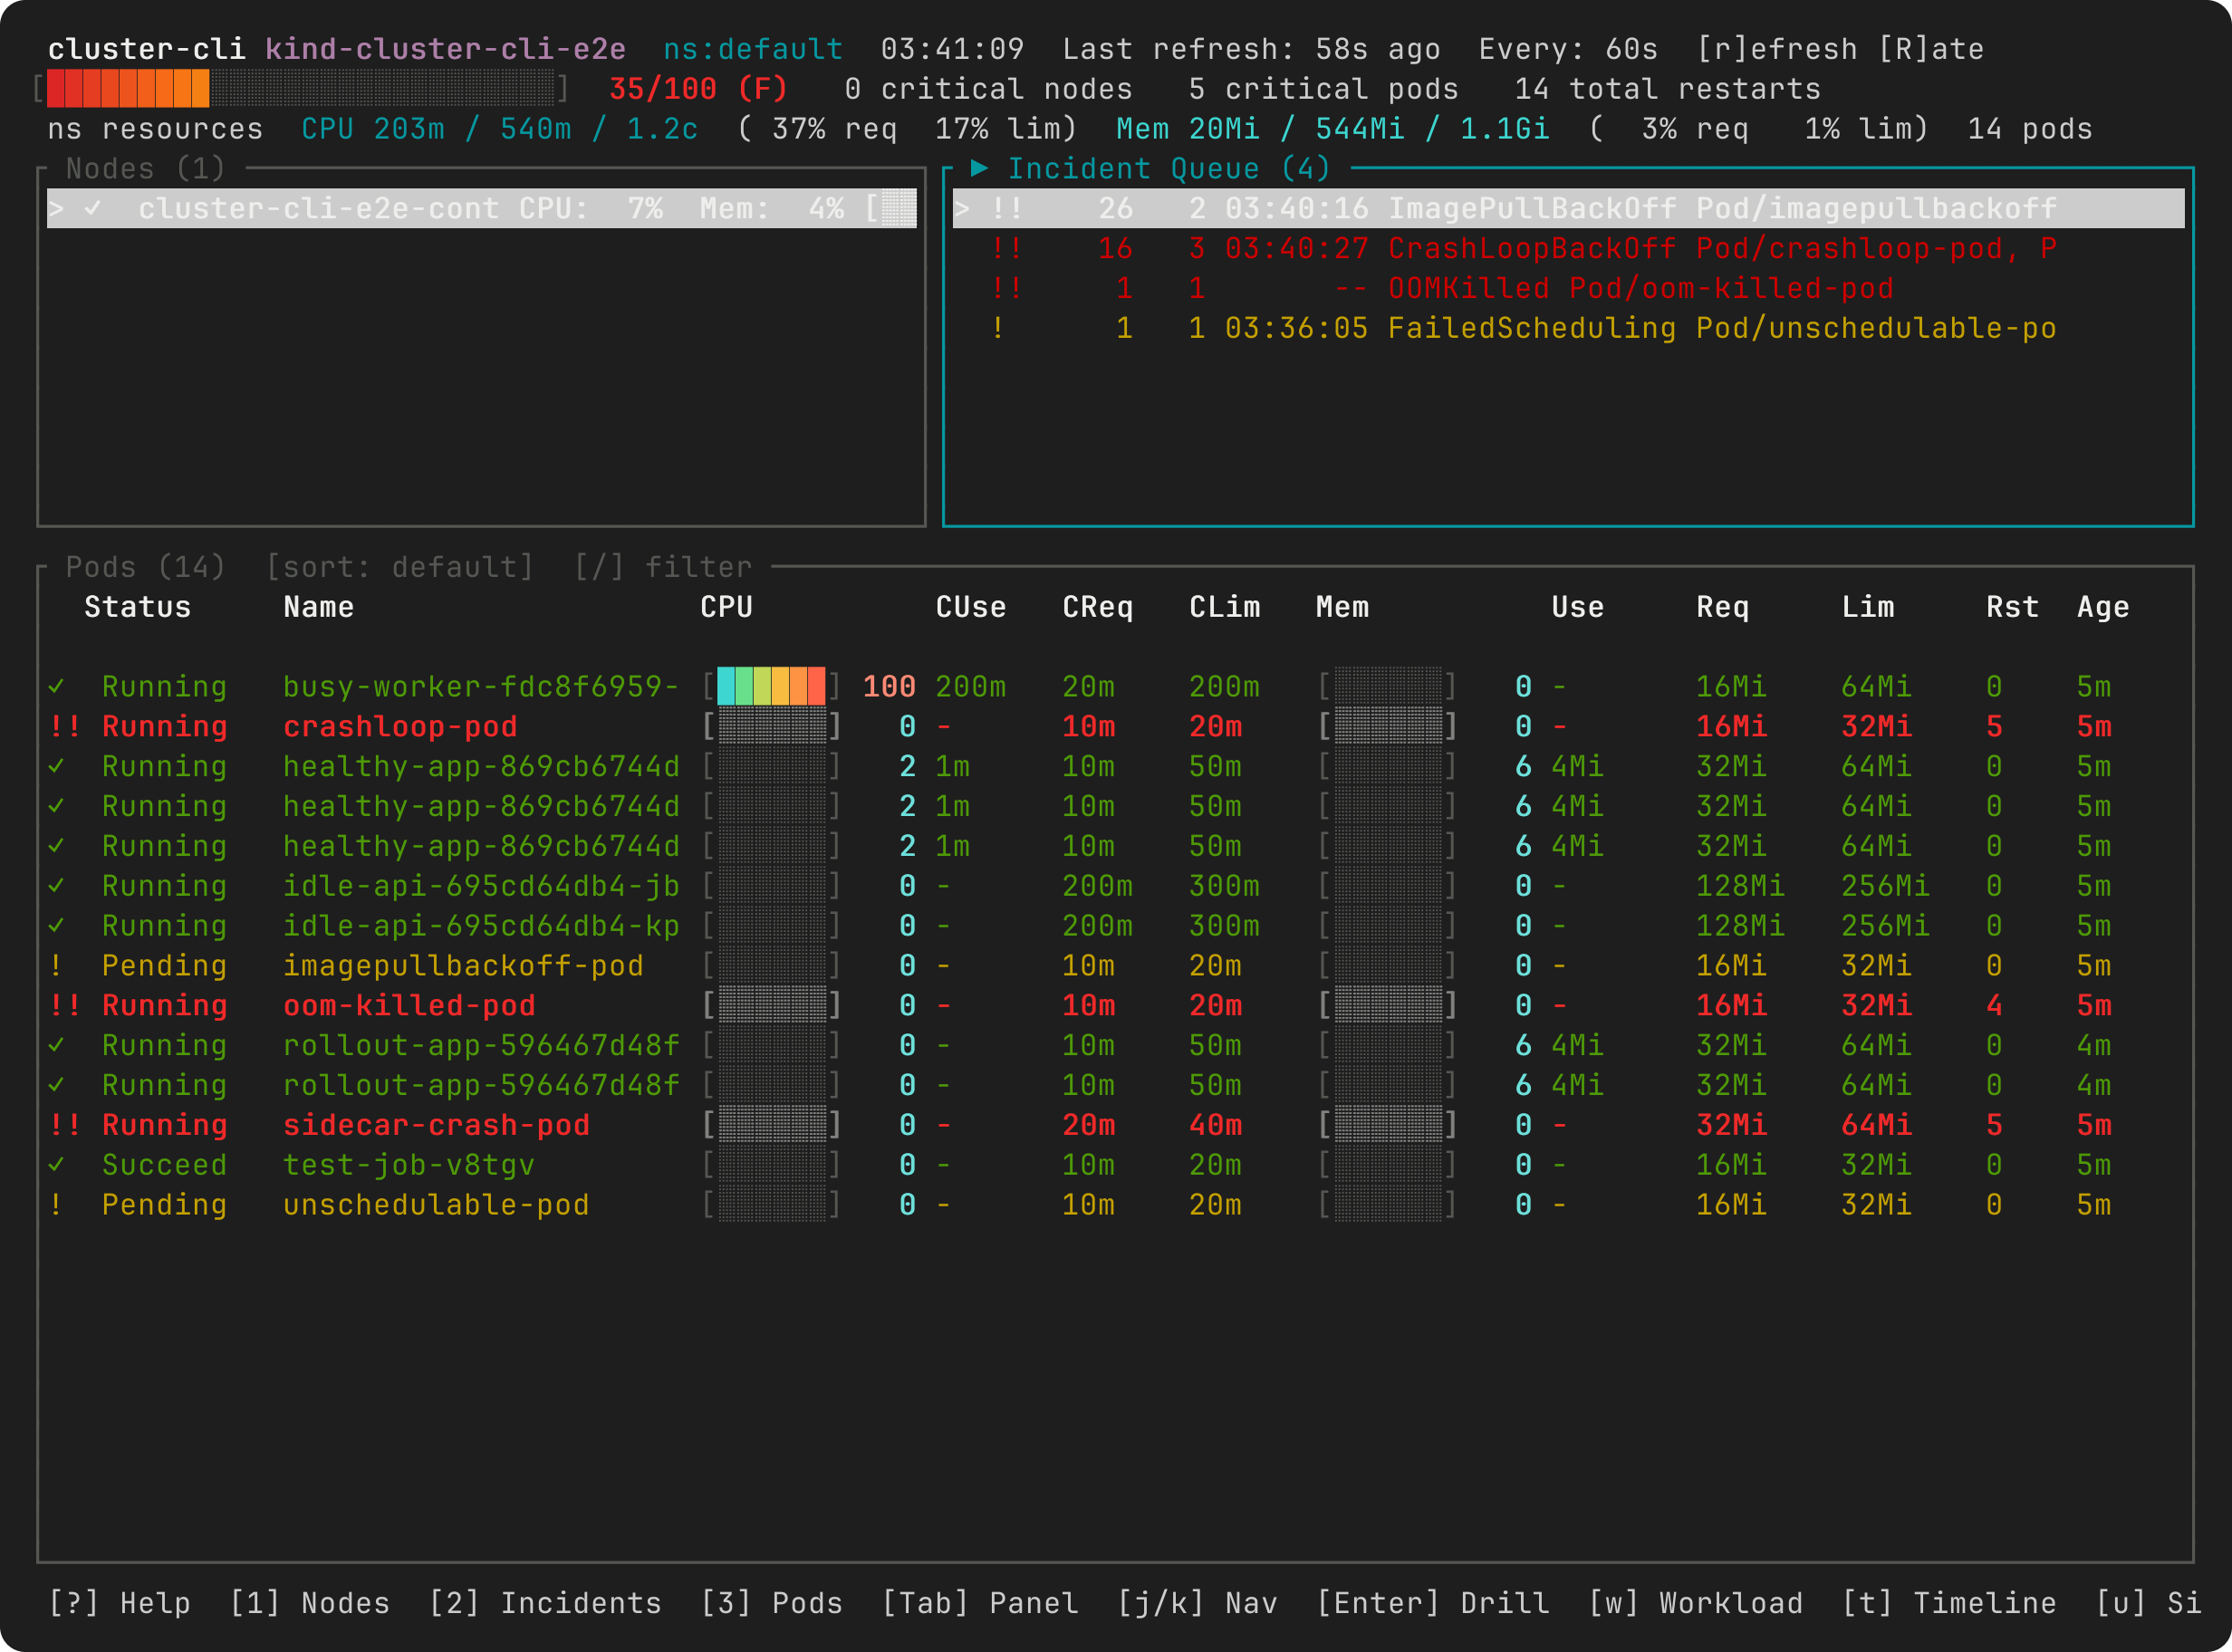 cluster-cli kind-cluster-cli-e2e  ns:default  03:41:09  Last refresh: 58s ago  Every: 60s  [r]efresh [R]ate
[ ]  35/100 (F)   0 critical nodes   5 critical pods   14 total restarts
ns resources  CPU 203m / 540m / 1.2c  ( 37% req  17% lim)  Mem 20Mi / 544Mi / 1.1Gi  (  3% req   1% lim)  14 pods
Nodes (1)
> ✓  cluster-cli-e2e-cont CPU:  7%  Mem:  4% [
▶ Incident Queue (4)
> !!    26   2 03:40:16 ImagePullBackOff Pod/imagepullbackoff
!!    16   3 03:40:27 CrashLoopBackOff Pod/crashloop-pod, P
!!     1   1       -- OOMKilled Pod/oom-killed-pod
!      1   1 03:36:05 FailedScheduling Pod/unschedulable-po
Pods (14)  [sort: default]  [/] filter
Status     Name     CPU     CUse   CReq   CLim   Mem     Use     Req     Lim     Rst  Age
✓  Running   busy-worker-fdc8f6959- [ ] 100 200m   20m    200m   [ ]   0 -       16Mi    64Mi    0    5m
!! Running   crashloop-pod [ ]   0 -      10m    20m    [ ]   0 -       16Mi    32Mi    5    5m
✓  Running   healthy-app-869cb6744d [ ]   2 1m     10m    50m    [ ]   6 4Mi     32Mi    64Mi    0    5m
✓  Running   healthy-app-869cb6744d [ ]   2 1m     10m    50m    [ ]   6 4Mi     32Mi    64Mi    0    5m
✓  Running   healthy-app-869cb6744d [ ]   2 1m     10m    50m    [ ]   6 4Mi     32Mi    64Mi    0    5m
✓  Running   idle-api-695cd64db4-jb [ ]   0 -      200m   300m   [ ]   0 -       128Mi   256Mi   0    5m
✓  Running   idle-api-695cd64db4-kp [ ]   0 -      200m   300m   [ ]   0 -       128Mi   256Mi   0    5m
!  Pending   imagepullbackoff-pod [ ]   0 -      10m    20m    [ ]   0 -       16Mi    32Mi    0    5m
!! Running   oom-killed-pod [ ]   0 -      10m    20m    [ ]   0 -       16Mi    32Mi    4    5m
✓  Running   rollout-app-596467d48f [ ]   0 -      10m    50m    [ ]   6 4Mi     32Mi    64Mi    0    4m
✓  Running   rollout-app-596467d48f [ ]   0 -      10m    50m    [ ]   6 4Mi     32Mi    64Mi    0    4m
!! Running   sidecar-crash-pod [ ]   0 -      20m    40m    [ ]   0 -       32Mi    64Mi    5    5m
✓  Succeed   test-job-v8tgv [ ]   0 -      10m    20m    [ ]   0 -       16Mi    32Mi    0    5m
!  Pending   unschedulable-pod [ ]   0 -      10m    20m    [ ]   0 -       16Mi    32Mi    0    5m
[?] Help  [1] Nodes  [2] Incidents  [3] Pods  [Tab] Panel  [j/k] Nav  [Enter] Drill  [w] Workload  [t] Timeline  [u] Si